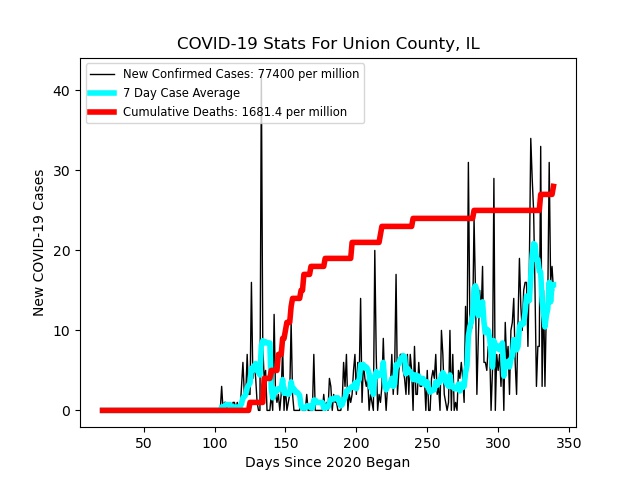 COVID-19 Stats For Union County, IL
New Confirmed Cases: 77400 per million
7 Day Case Average
Cumulative Deaths: 1681.4 per million
New COVID-19 Cases
40
30
20
10
0
50
100
150
200
250
300
350
Days Since 2020 Began